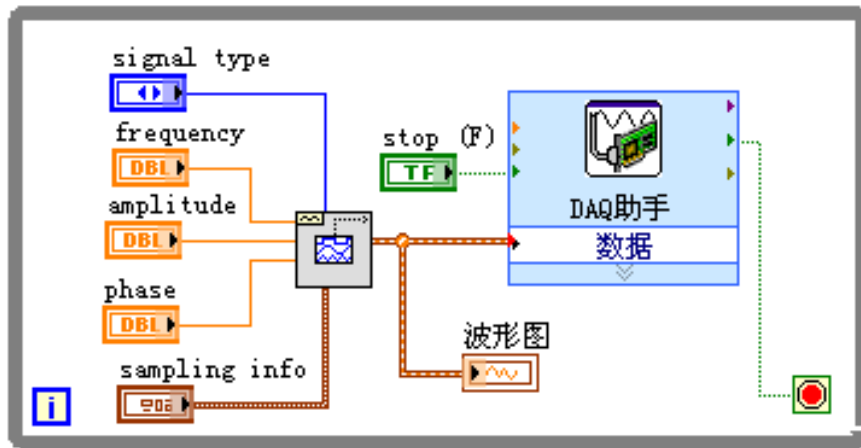 signal type
frequency
DBL
amplitude
DBL
phase
DBL
sampling info
stop (F)
TF
DAQ助手
数据
波形图
i